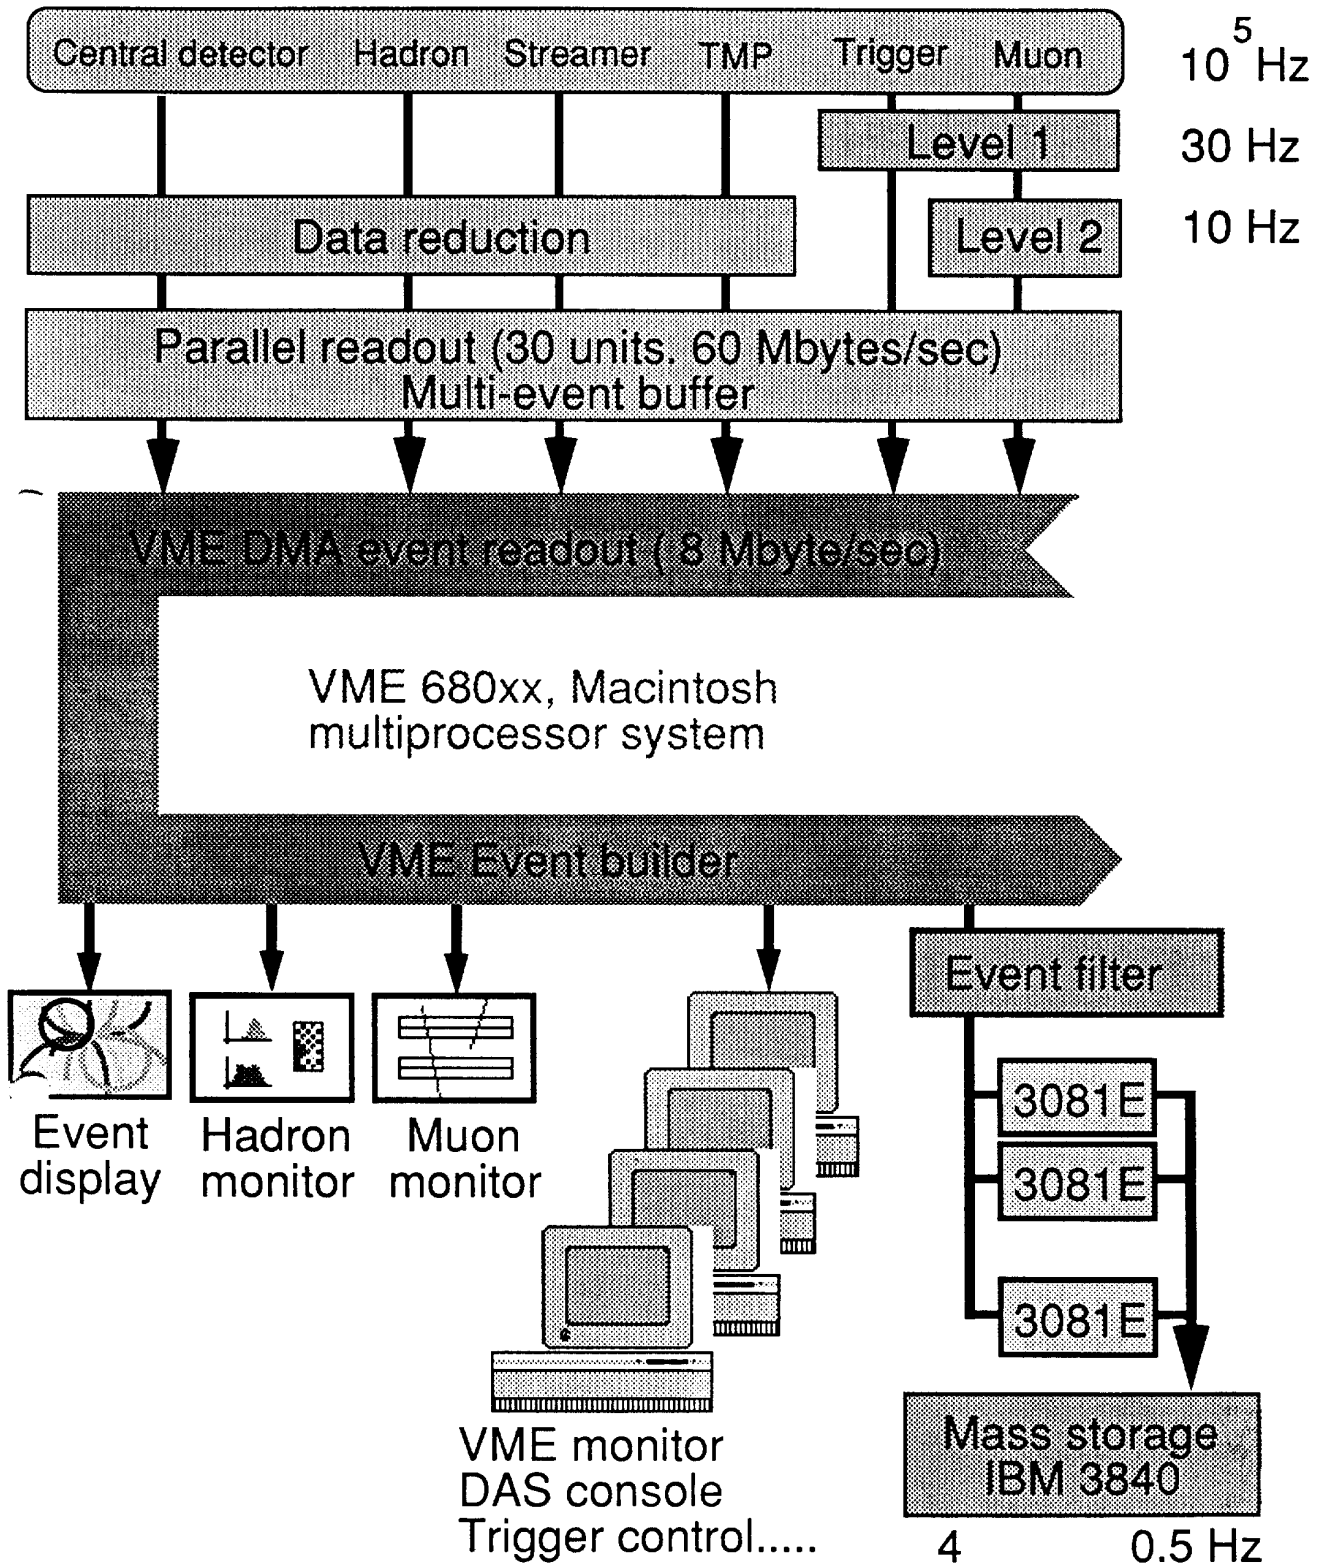 Central detector Hadron Streamer TMP Trigger Muon
10^5 Hz
Level 1
30 Hz
Data reduction
Level 2
10 Hz
Parallel readout (30 units. 60 Mbytes/sec)
Multi-event buffer
VME DMA event readout ( 8 Mbyte/sec)
VME 680xx, Macintosh
multiprocessor system
VME Event builder
Event filter
3081E
3081E
3081E
Event
display
Hadron
monitor
Muon
monitor
VME monitor
DAS console
Trigger control.....
Mass storage
IBM 3840
4 0.5 Hz